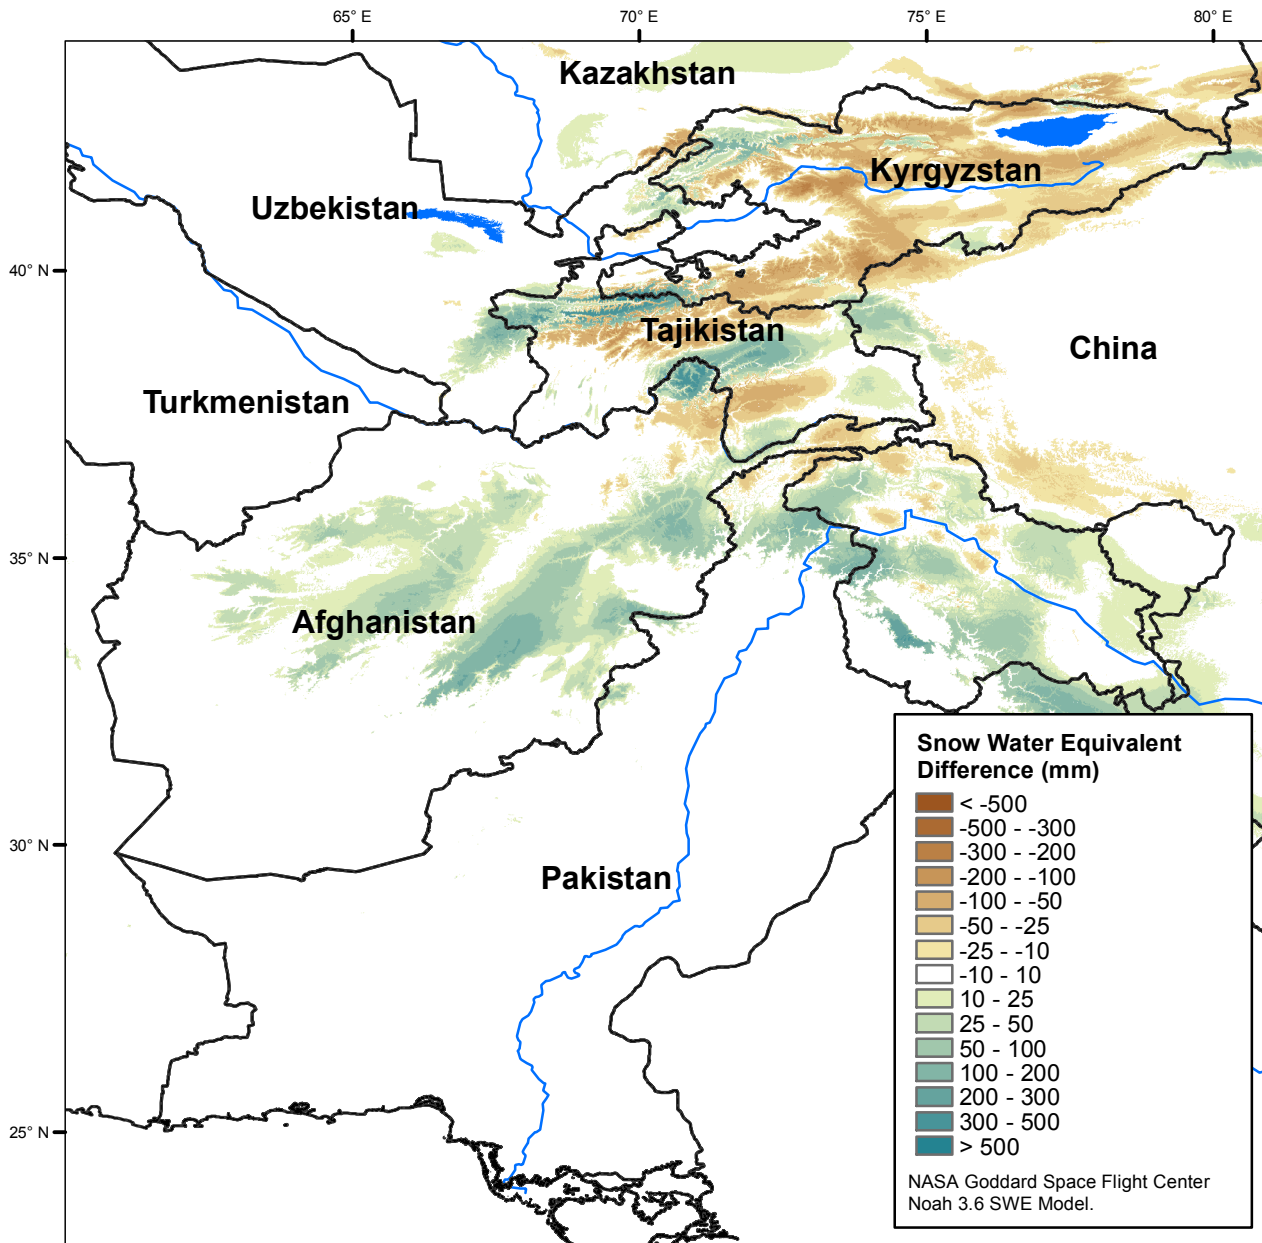 65° E
70° E
75° E
80° E
Kazakhstan
Kyrgyzstan
Uzbekistan
40° N
Tajikistan
China
Turkmenistan
35° N
Afghanistan
30° N
Pakistan
25° N
Snow Water Equivalent
Difference (mm)
< -500
-500 - -300
-300 - -200
-200 - -100
-100 - -50
-50 - -25
-25 - -10
-10 - 10
10 - 25
25 - 50
50 - 100
100 - 200
200 - 300
300 - 500
> 500
NASA Goddard Space Flight Center
Noah 3.6 SWE Model.